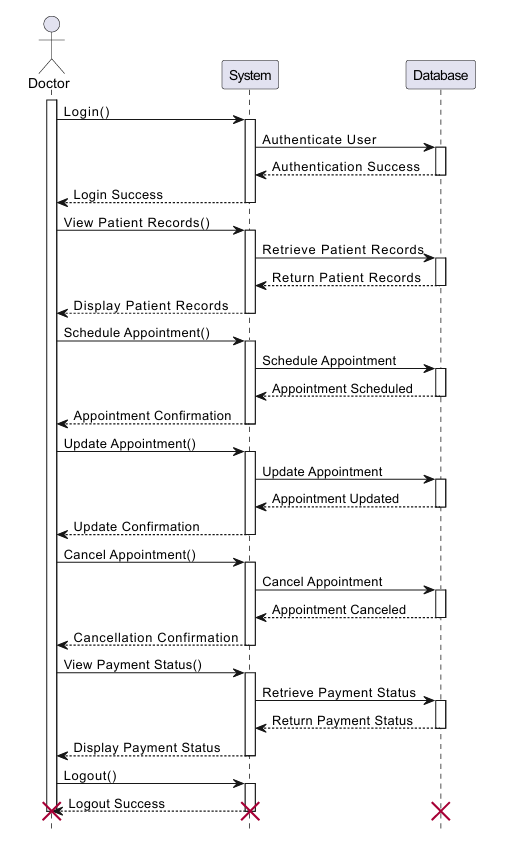 Doctor
System
Database
Login()
Authenticate User
Authentication Success
Login Success
View Patient Records()
Retrieve Patient Records
Return Patient Records
Display Patient Records
Schedule Appointment()
Schedule Appointment
Appointment Scheduled
Appointment Confirmation
Update Appointment()
Update Appointment
Appointment Updated
Update Confirmation
Cancel Appointment()
Cancel Appointment
Appointment Canceled
Cancellation Confirmation
View Payment Status()
Retrieve Payment Status
Return Payment Status
Display Payment Status
Logout()
Logout Success